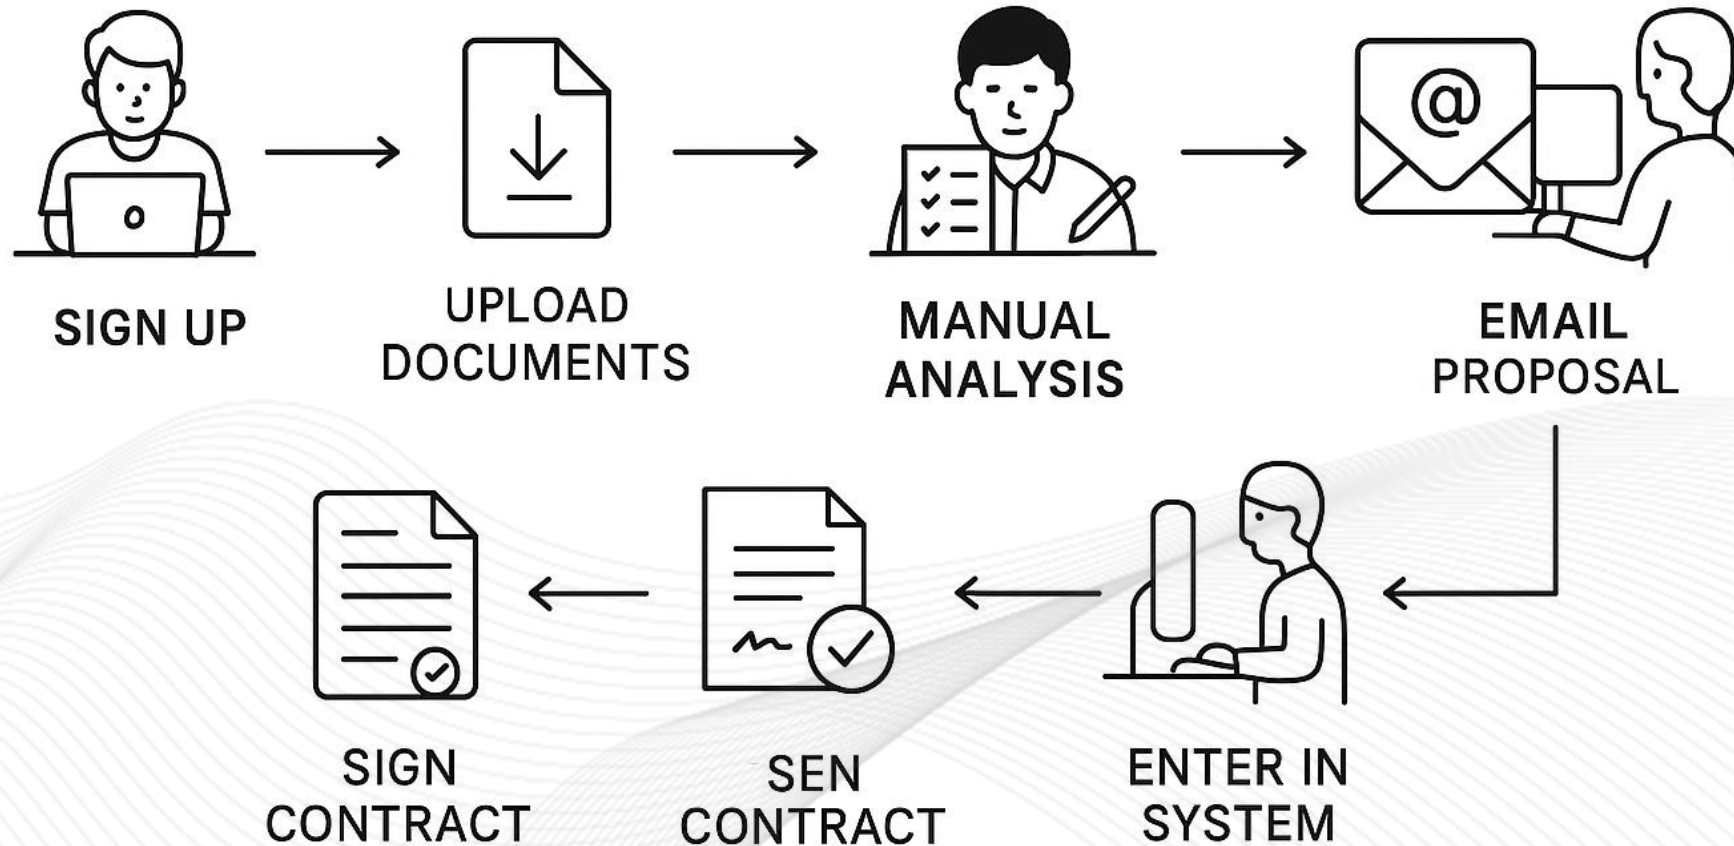 SIGN UP
UPLOAD
DOCUMENTS
MANUAL
ANALYSIS
EMAIL
PROPOSAL
@
SIGN
CONTRACT
SEN
CONTRACT
ENTER IN
SYSTEM